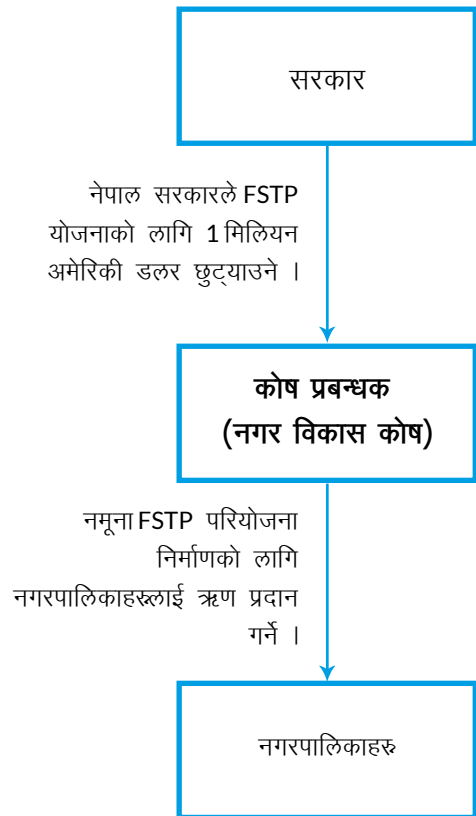 सरकार
नेपाल सरकारले FSTP
योजनाको लागि 1 मिलियन
अमेरिकी डलर छुट्याउने ।
कोष प्रबन्धक
(नगर विकास कोष)
नमूना FSTP परियोजना
निर्माणको लागि
नगरपालिकाहरुलाई ऋण प्रदान
गर्ने ।
नगरपालिकाहरु